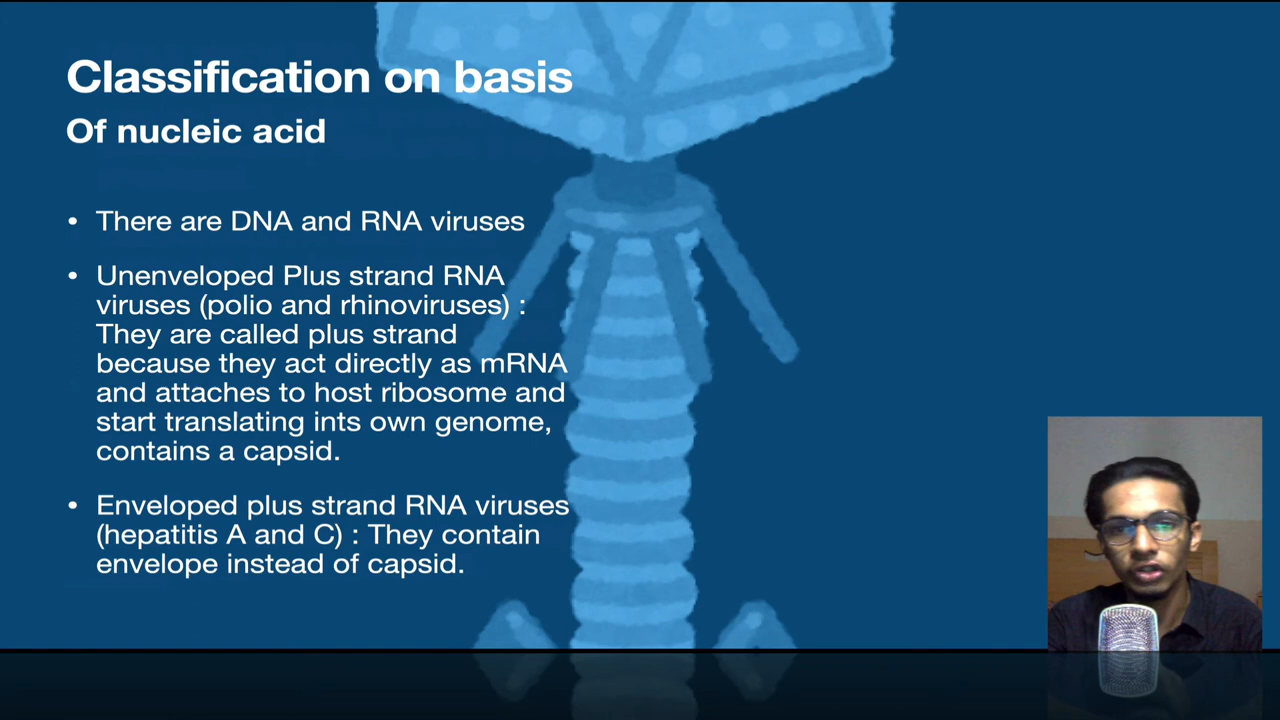 Classification on basis
Of nucleic acid
• There are DNA and RNA viruses
• Unenveloped Plus strand RNA
viruses (polio and rhinoviruses) :
They are called plus strand
because they act directly as mRNA
and attaches to host ribosome and
start translating ints own genome,
contains a capsid.
• Enveloped plus strand RNA viruses
(hepatitis A and C) : They contain
envelope instead of capsid.